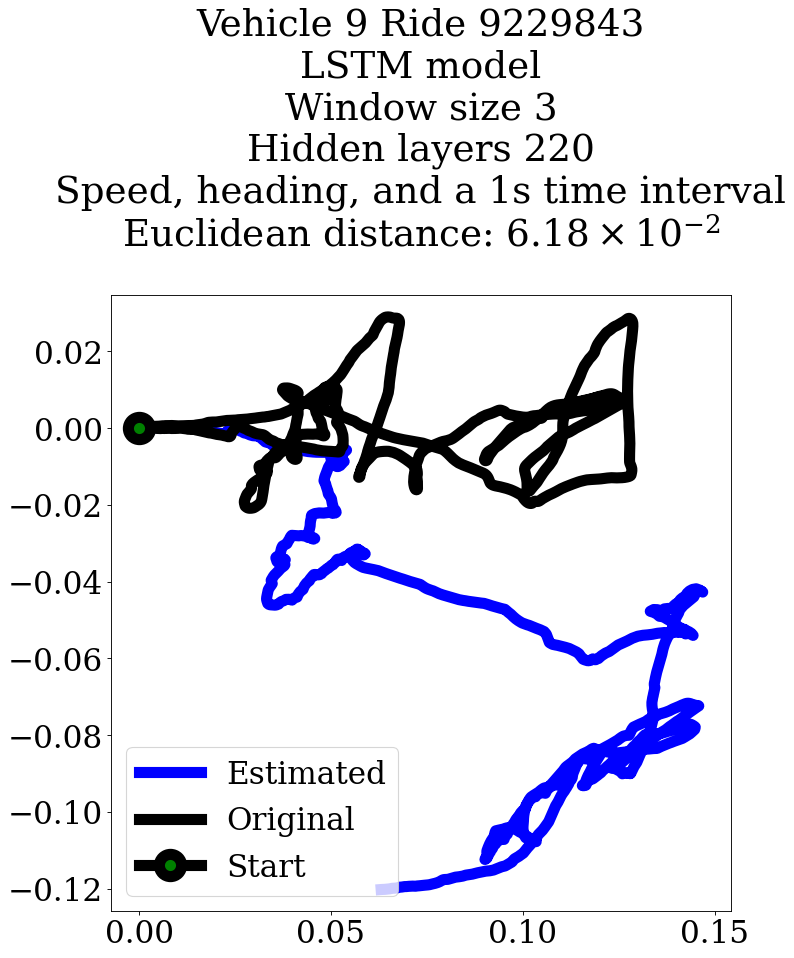 Vehicle 9 Ride 9229843
LSTM model
Window size 3
Hidden layers 220
Speed, heading, and a 1s time interval
Euclidean distance: 6.18 × 10⁻²
0.02
0.00
−0.02
−0.04
−0.06
−0.08
−0.10
−0.12
Estimated
Original
Start
0.00 0.05 0.10 0.15